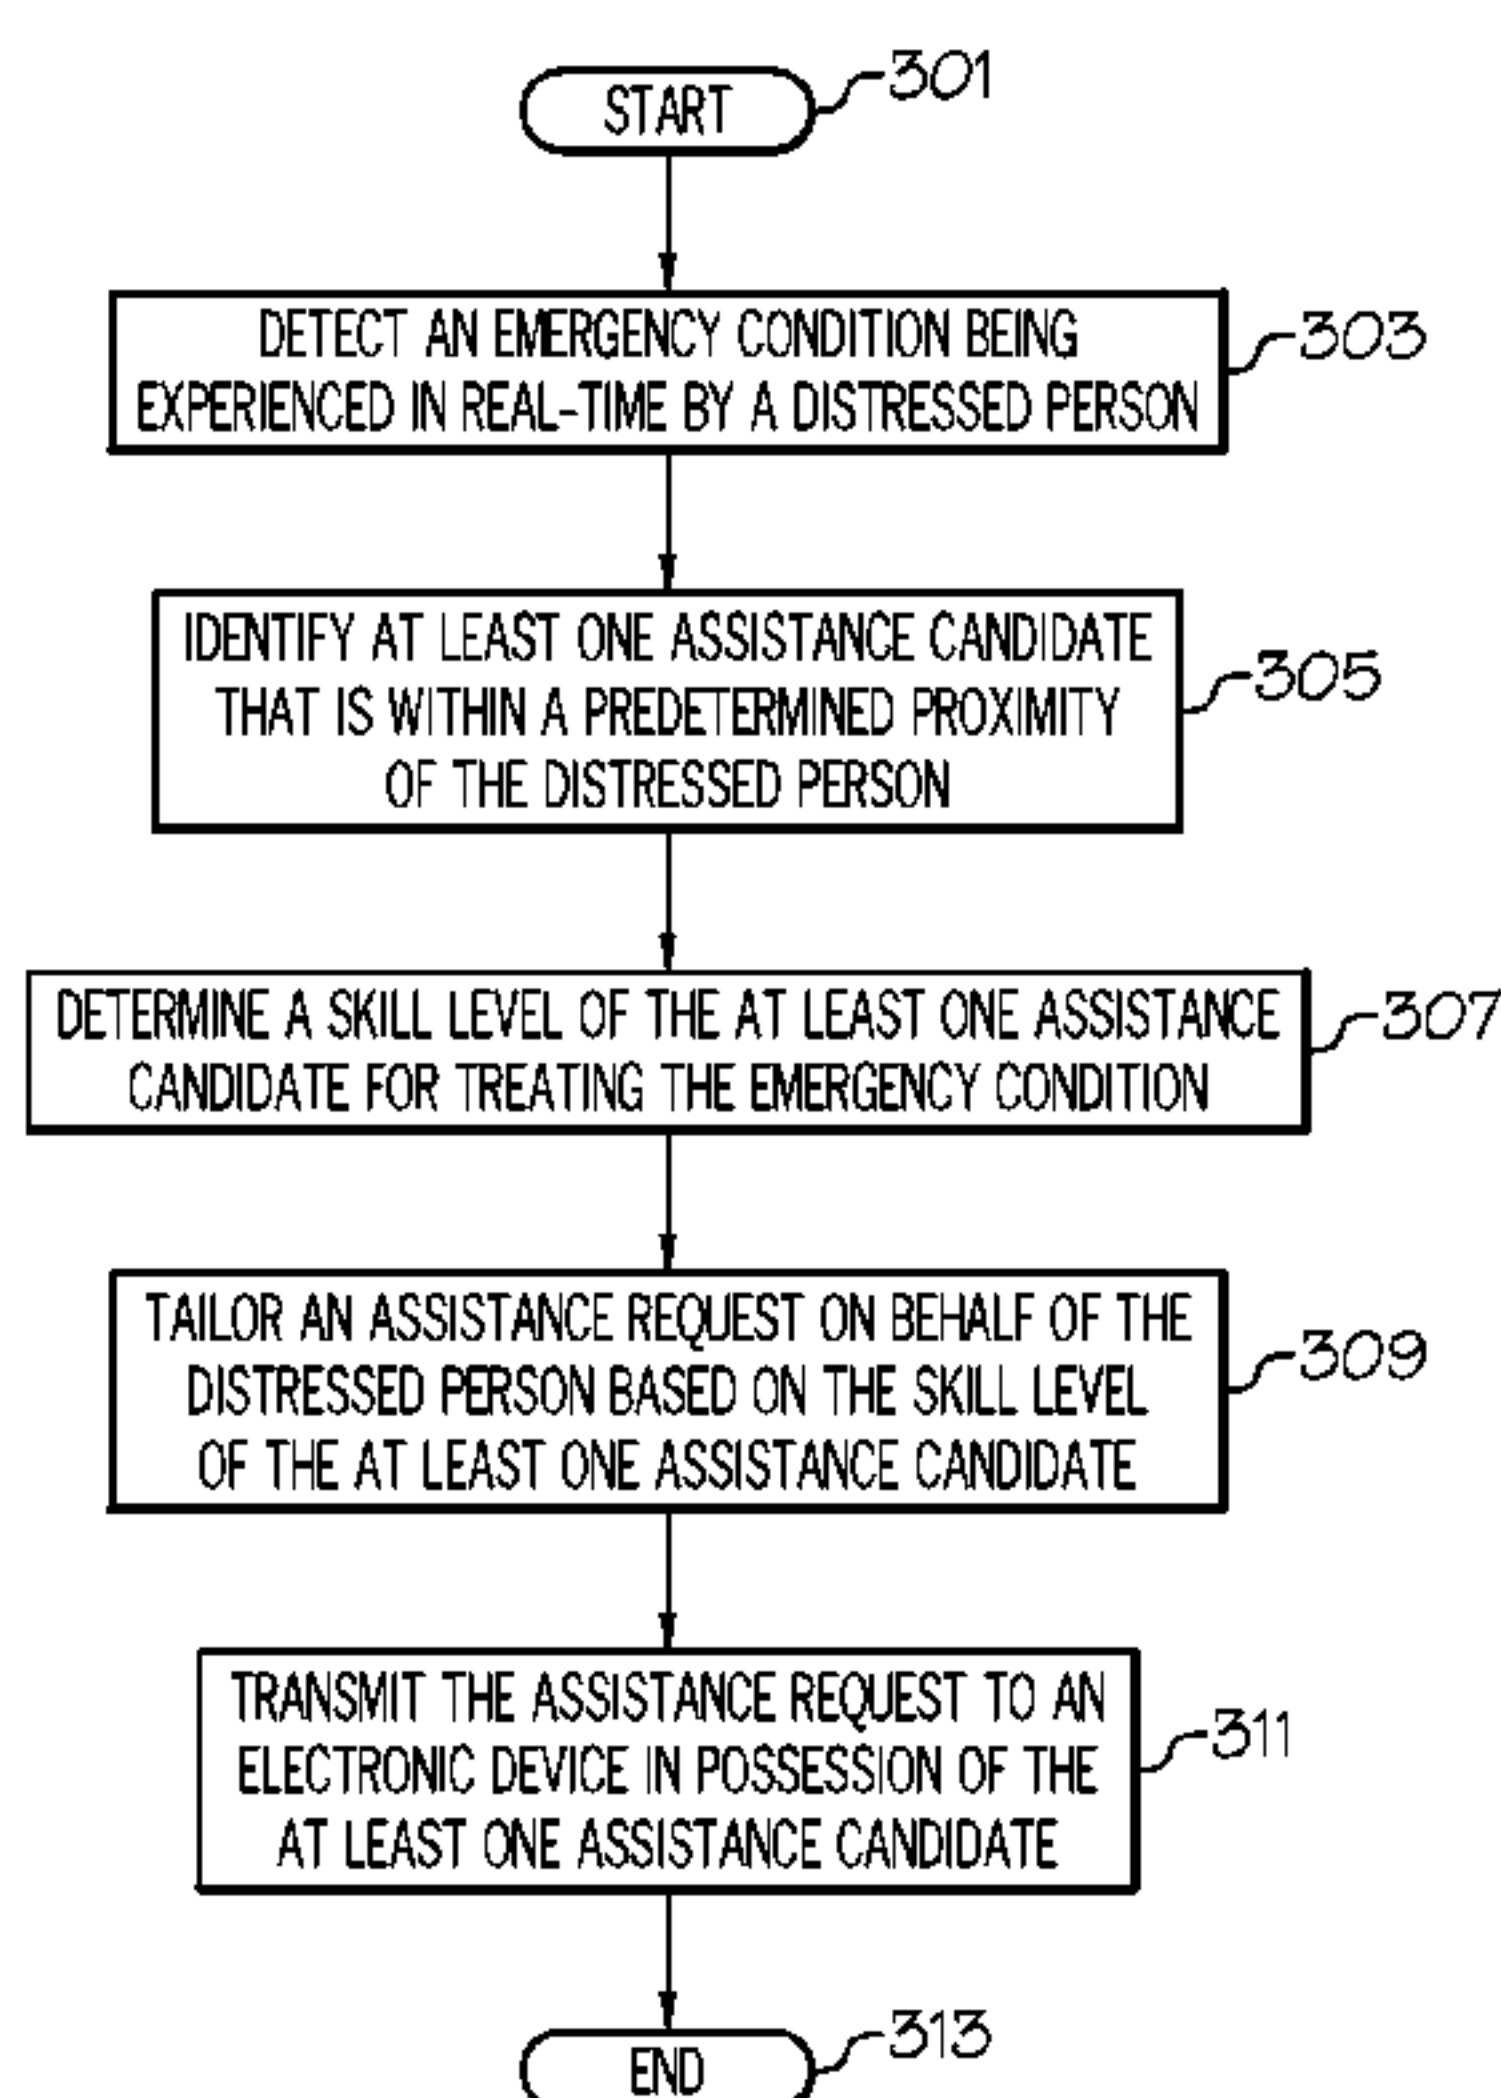 START
301
DETECT AN EMERGENCY CONDITION BEING
EXPERIENCED IN REAL-TIME BY A DISTRESSED PERSON
303
IDENTIFY AT LEAST ONE ASSISTANCE CANDIDATE
THAT IS WITHIN A PREDETERMINED PROXIMITY
OF THE DISTRESSED PERSON
305
DETERMINE A SKILL LEVEL OF THE AT LEAST ONE ASSISTANCE
CANDIDATE FOR TREATING THE EMERGENCY CONDITION
307
TAILOR AN ASSISTANCE REQUEST ON BEHALF OF THE
DISTRESSED PERSON BASED ON THE SKILL LEVEL
OF THE AT LEAST ONE ASSISTANCE CANDIDATE
309
TRANSMIT THE ASSISTANCE REQUEST TO AN
ELECTRONIC DEVICE IN POSSESSION OF THE
AT LEAST ONE ASSISTANCE CANDIDATE
311
END
313